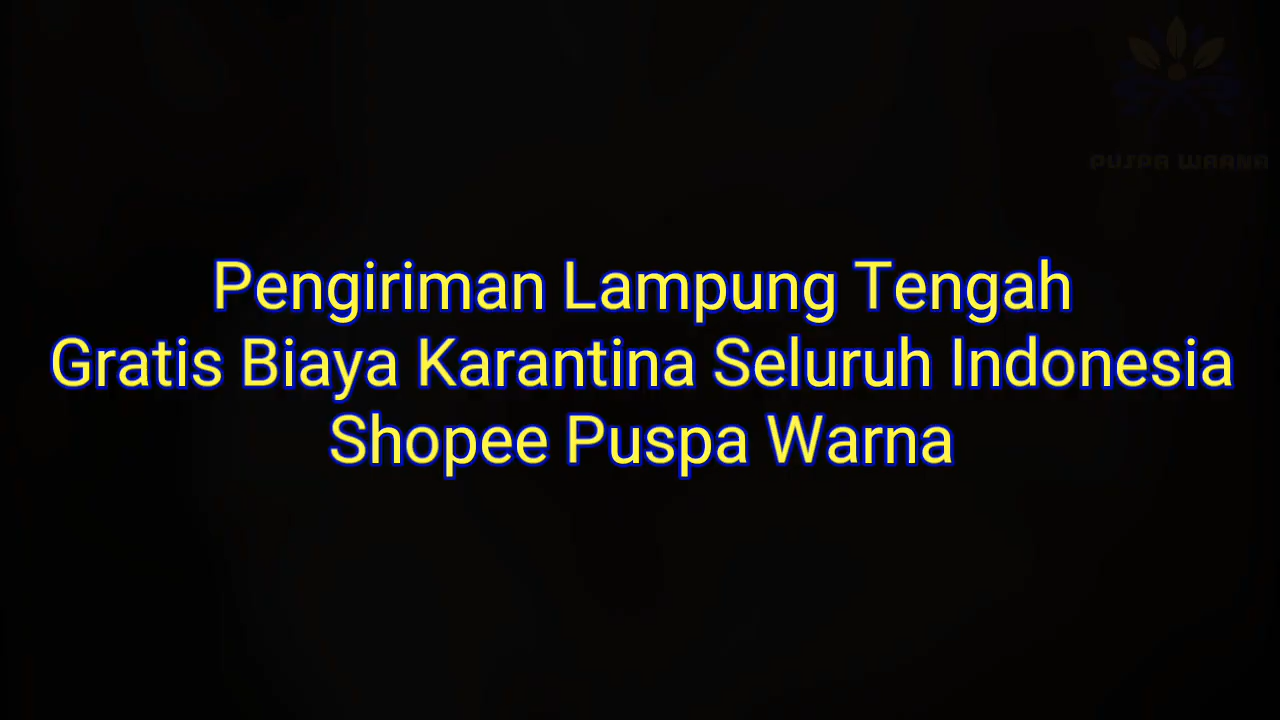 PUSPA WARNA
Pengiriman Lampung Tengah
Gratis Biaya Karantina Seluruh Indonesia
Shopee Puspa Warna